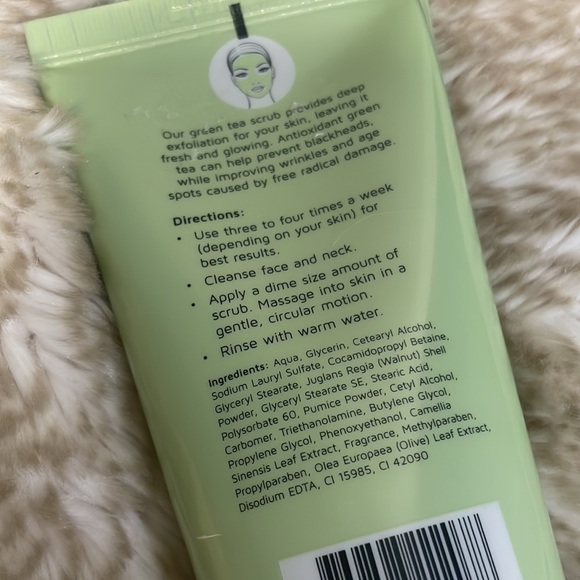 Our green tea scrub provides deep
exfoliation for your skin, leaving it
fresh and glowing. Antioxidant green
tea can help prevent blackheads,
while improving wrinkles and age
spots caused by free radical damage.
Directions:
• Use three to four times a week
(depending on your skin) for
best results.
• Cleanse face and neck.
• Apply a dime size amount of
scrub. Massage into skin in a
gentle, circular motion.
• Rinse with warm water.
Ingredients: Aqua, Glycerin, Cetearyl Alcohol,
Sodium Lauryl Sulfate, Cocamidopropyl Betaine,
Glyceryl Stearate, Juglans Regia (Walnut) Shell
Powder, Glyceryl Stearate SE, Stearic Acid,
Polysorbate 60, Pumice Powder, Cetyl Alcohol,
Carbomer, Triethanolamine, Butylene Glycol,
Propylene Glycol, Phenoxyethanol, Camellia
Sinensis Leaf Extract, Fragrance, Methylparaben,
Propylparaben, Olea Europaea (Olive) Leaf Extract,
Disodium EDTA, CI 15985, CI 42090